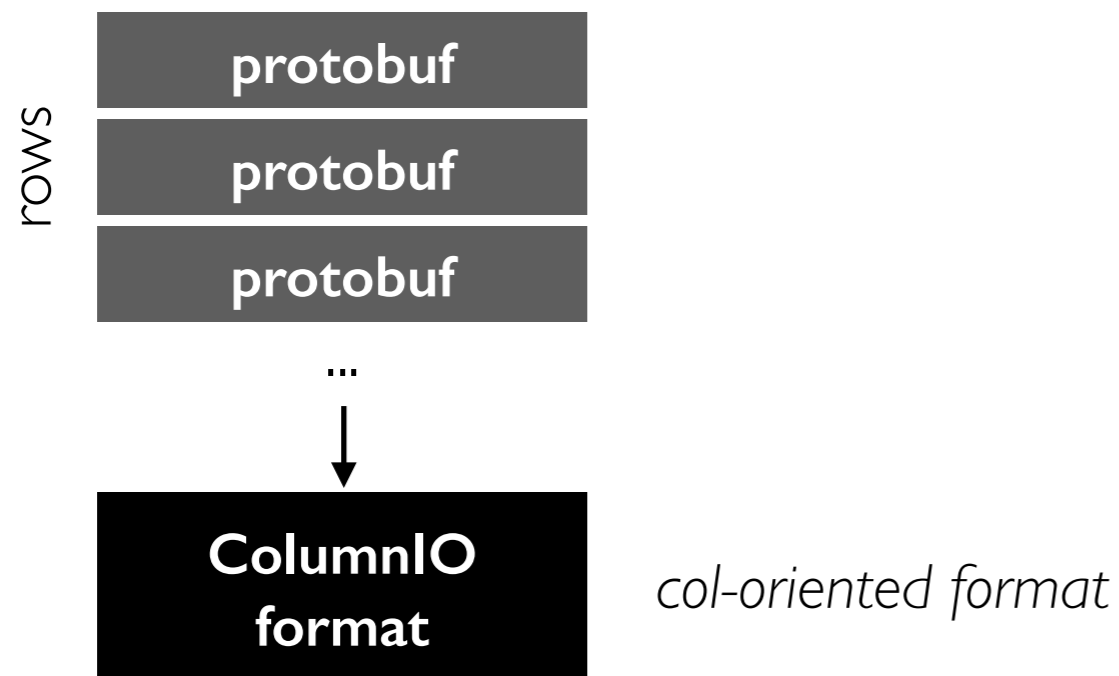 rows
protobuf
protobuf
protobuf
...
ColumnIO
format
col-oriented format